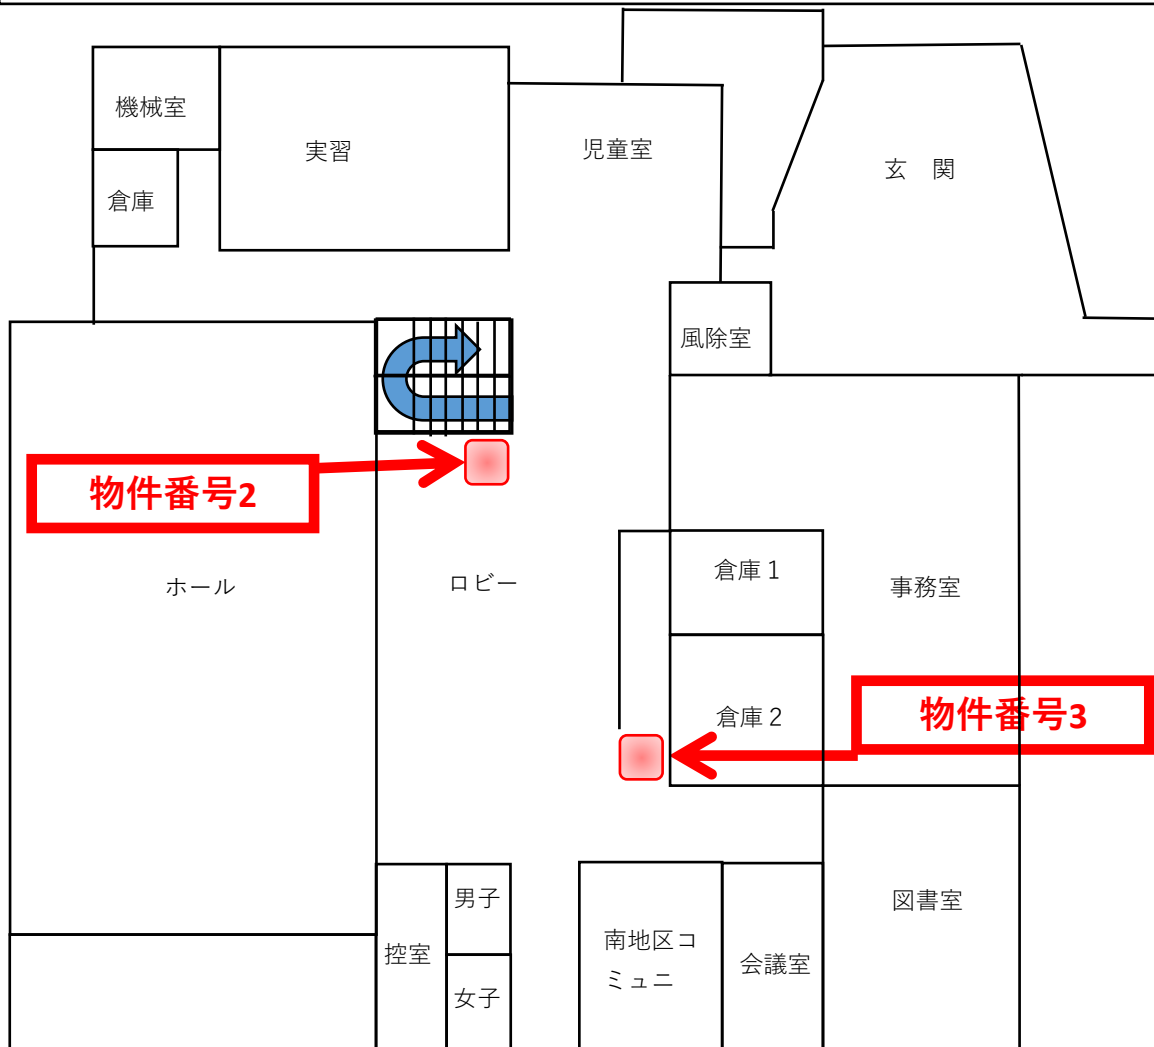 機械室
実習
児童室
玄　関
倉庫
風除室
物件番号2
ホール
ロビー
倉庫１
事務室
倉庫２
物件番号3
男子
図書室
控室
南地区コ
ミュニ
会議室
女子